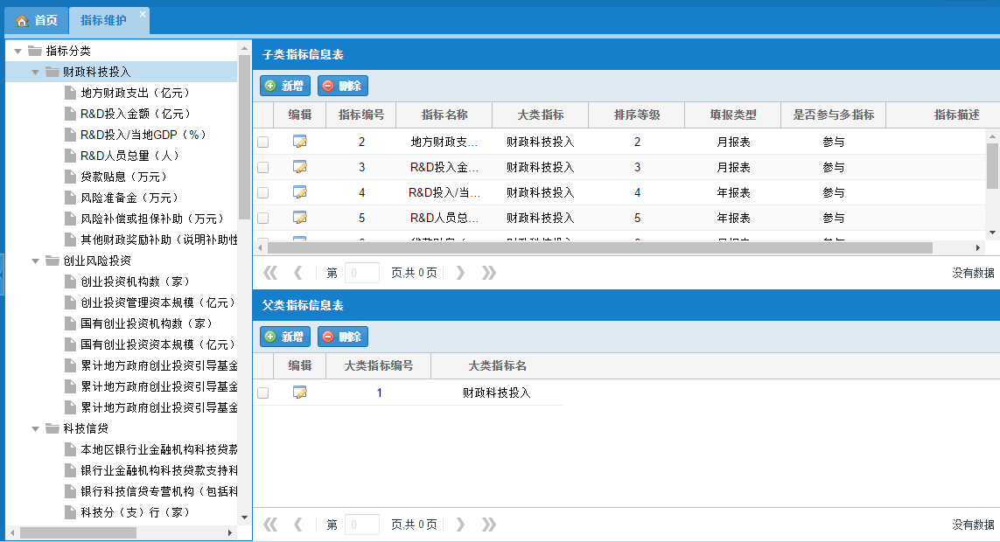 首页 指标维护
指标分类
财政科技投入
地方财政支出（亿元）
R&D投入金额（亿元）
R&D投入/当地GDP（%）
R&D人员总量（人）
贷款贴息（万元）
风险准备金（万元）
风险补偿或担保补助（万元）
其他财政奖励补助（说明补助性
创业风险投资
创业投资机构数（家）
创业投资管理资本规模（亿元）
国有创业投资机构数（家）
国有创业投资资本规模（亿元）
累计地方政府创业投资引导基金
累计地方政府创业投资引导基金
累计地方政府创业投资引导基金
科技信贷
本地区银行业金融机构科技贷款
银行业金融机构科技贷款支持科
银行科技信贷专营机构（包括科
科技分（支）行（家）
子类指标信息表
新增 删除
编辑 指标编号 指标名称 大类指标 排序等级 填报类型 是否参与多指标 指标描述
2 地方财政支... 财政科技投入 2 月报表 参与
3 R&D投入金... 财政科技投入 3 月报表 参与
4 R&D投入/当... 财政科技投入 4 年报表 参与
5 R&D人员总... 财政科技投入 5 年报表 参与
第 0 页,共 0 页 没有数据
父类指标信息表
新增 删除
编辑 大类指标编号 大类指标名
1 财政科技投入
第 0 页,共 0 页 没有数据